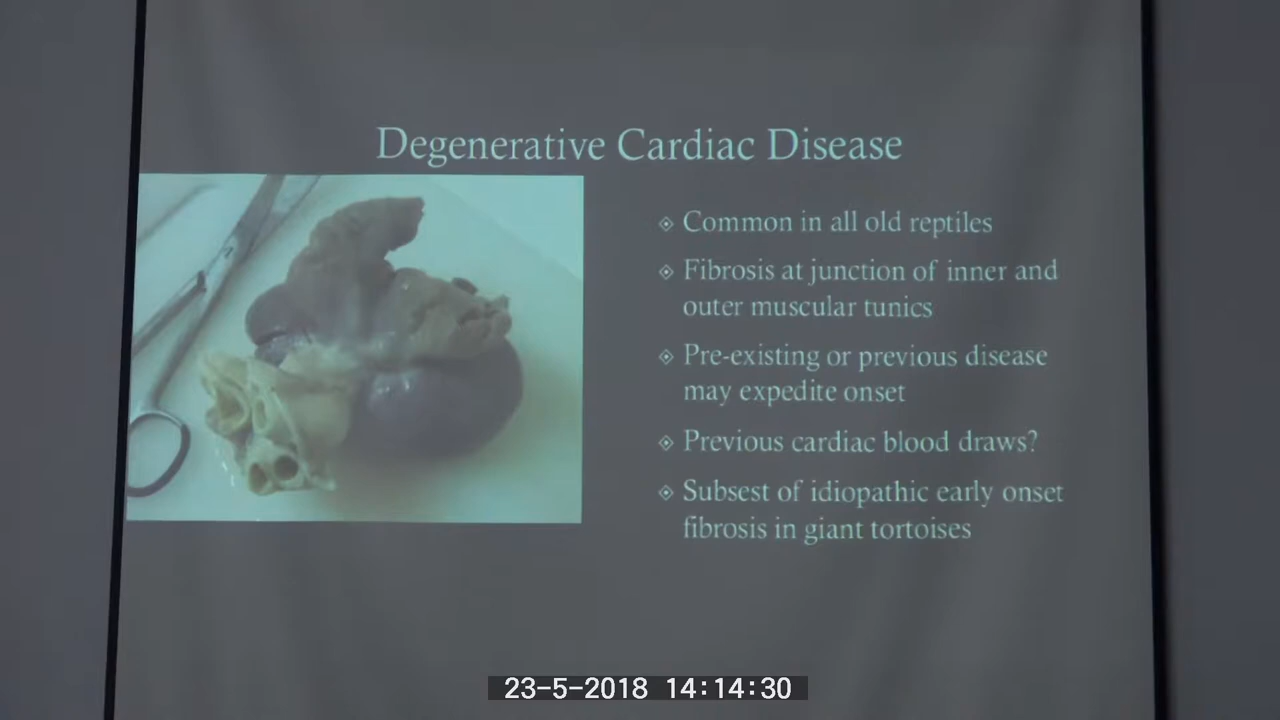 Degenerative Cardiac Disease
Common in all old reptiles
Fibrosis at junction of inner and
outer muscular tunics
Pre-existing or previous disease
may expedite onset
Previous cardiac blood draws?
Subsest of idiopathic early onset
fibrosis in giant tortoises
23-5-2018 14:14:30